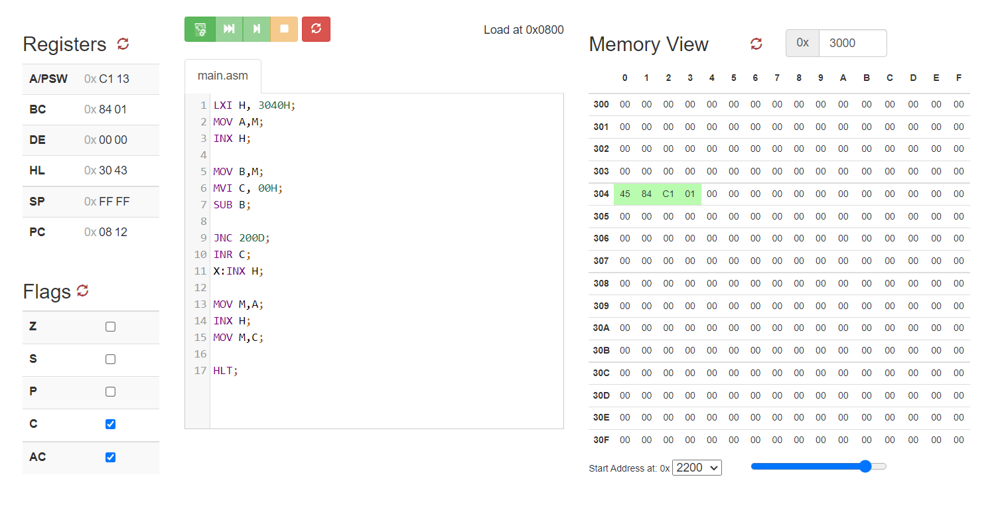 Registers
A/PSW 0x C1 13
BC 0x 84 01
DE 0x 00 00
HL 0x 30 43
SP 0x FF FF
PC 0x 08 12
Flags
Z
S
P
C
AC
Load at 0x0800
main.asm
1 LXI H, 3040H;
2 MOV A,M;
3 INX H;
4
5 MOV B,M;
6 MVI C, 00H;
7 SUB B;
8
9 JNC 200D;
10 INR C;
11 X:INX H;
12
13 MOV M,A;
14 INX H;
15 MOV M,C;
16
17 HLT;
Memory View 0x 3000
0 1 2 3 4 5 6 7 8 9 A B C D E F
300 00 00 00 00 00 00 00 00 00 00 00 00 00 00 00 00
301 00 00 00 00 00 00 00 00 00 00 00 00 00 00 00 00
302 00 00 00 00 00 00 00 00 00 00 00 00 00 00 00 00
303 00 00 00 00 00 00 00 00 00 00 00 00 00 00 00 00
304 45 84 C1 01 00 00 00 00 00 00 00 00 00 00 00 00
305 00 00 00 00 00 00 00 00 00 00 00 00 00 00 00 00
306 00 00 00 00 00 00 00 00 00 00 00 00 00 00 00 00
307 00 00 00 00 00 00 00 00 00 00 00 00 00 00 00 00
308 00 00 00 00 00 00 00 00 00 00 00 00 00 00 00 00
309 00 00 00 00 00 00 00 00 00 00 00 00 00 00 00 00
30A 00 00 00 00 00 00 00 00 00 00 00 00 00 00 00 00
30B 00 00 00 00 00 00 00 00 00 00 00 00 00 00 00 00
30C 00 00 00 00 00 00 00 00 00 00 00 00 00 00 00 00
30D 00 00 00 00 00 00 00 00 00 00 00 00 00 00 00 00
30E 00 00 00 00 00 00 00 00 00 00 00 00 00 00 00 00
30F 00 00 00 00 00 00 00 00 00 00 00 00 00 00 00 00
Start Address at: 0x 2200